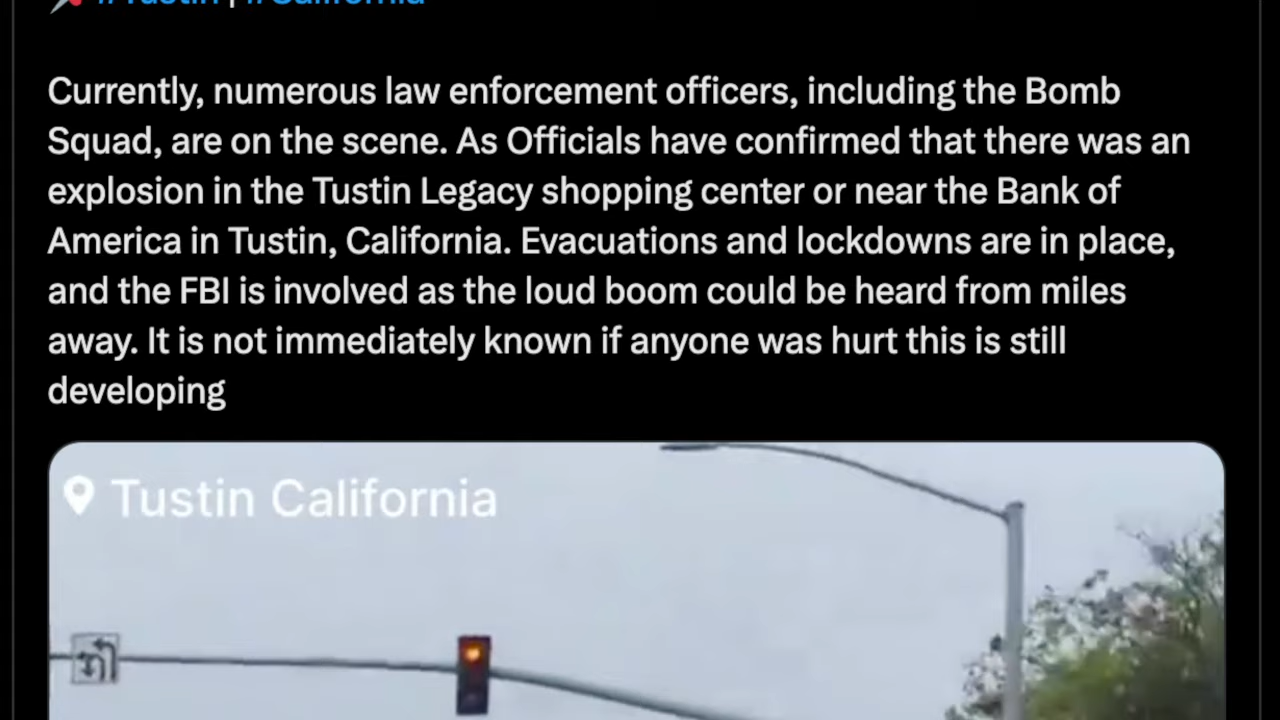 #Tustin | #California
Currently, numerous law enforcement officers, including the Bomb
Squad, are on the scene. As Officials have confirmed that there was an
explosion in the Tustin Legacy shopping center or near the Bank of
America in Tustin, California. Evacuations and lockdowns are in place,
and the FBI is involved as the loud boom could be heard from miles
away. It is not immediately known if anyone was hurt this is still
developing
Tustin California